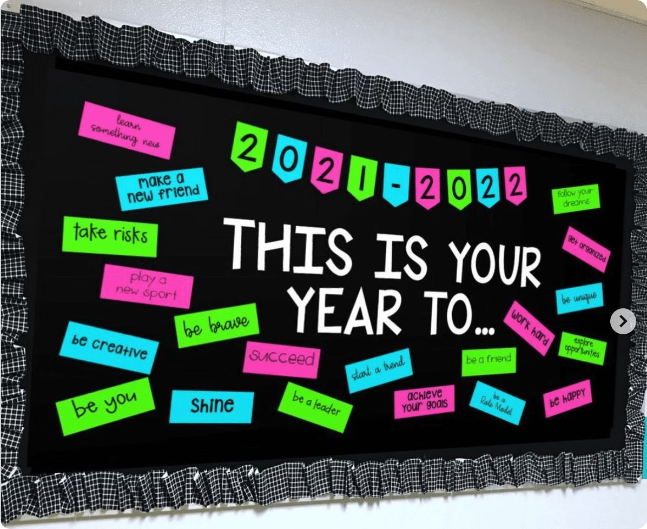 learn
something new
2021-2022
make a
new friend
follow your
dreams
take risks
THIS IS YOUR
YEAR TO...
get organized
play a
new sport
be unique
be brave
work hard
be creative
succeed
start a trend
be a friend
explore
opportunities
be you
shine
be a leader
achieve
your goals
be a
Role Model
be happy